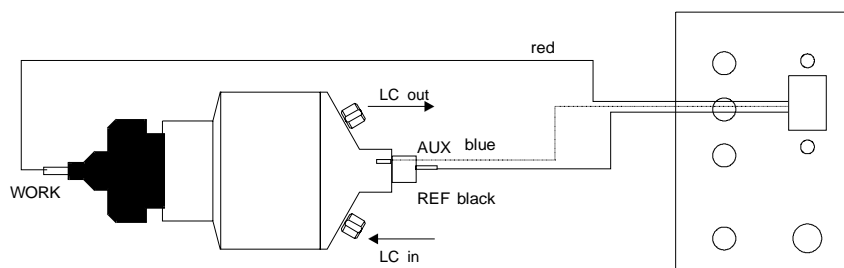 red
LC out
AUX blue
WORK
REF black
LC in